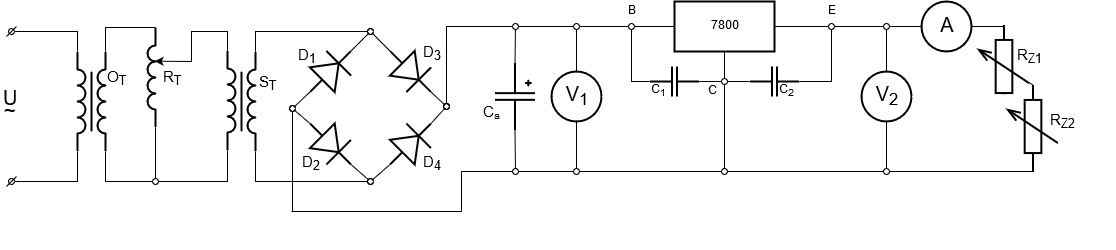 U
~
O_T
R_T
S_T
D_1
D_3
D_2
D_4
+
C_a
V_1
B
7800
E
C_1
C
C_2
V_2
A
R_Z1
R_Z2